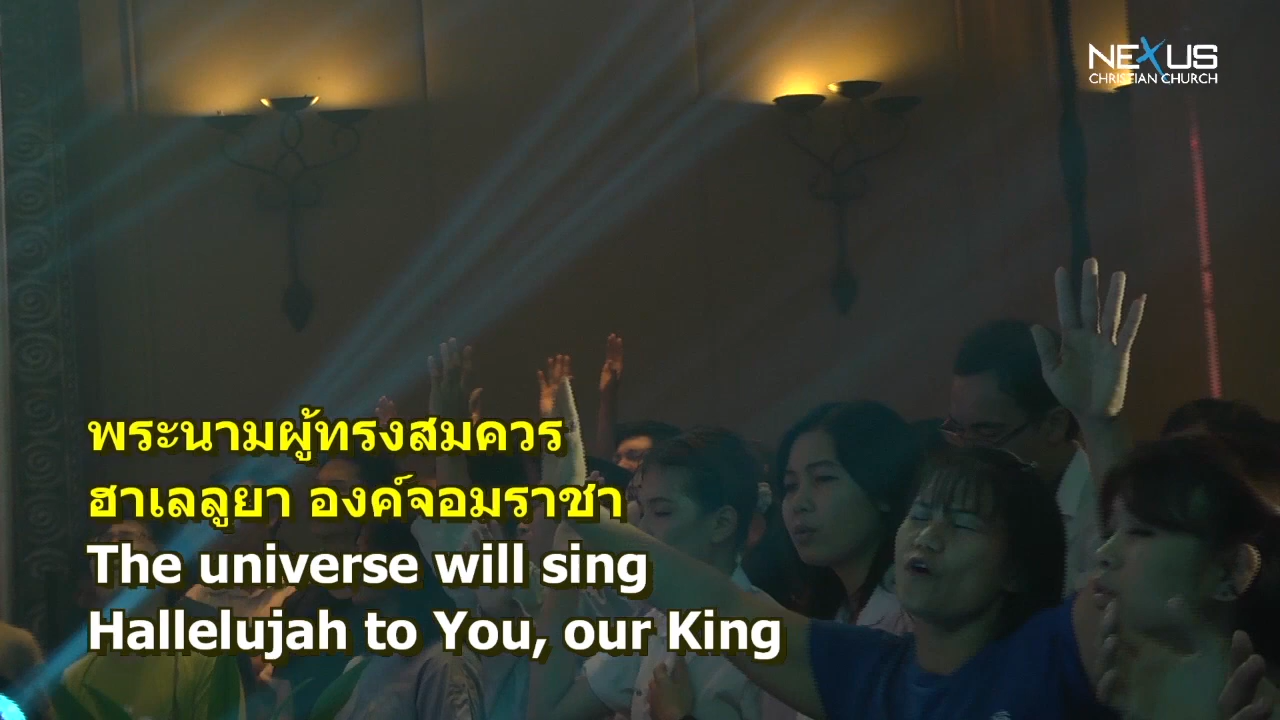 NEXUS
CHRISTIAN CHURCH
พระนามผู้ทรงสมควร
ฮาเลลูยา องค์จอมราชา
The universe will sing
Hallelujah to You, our King